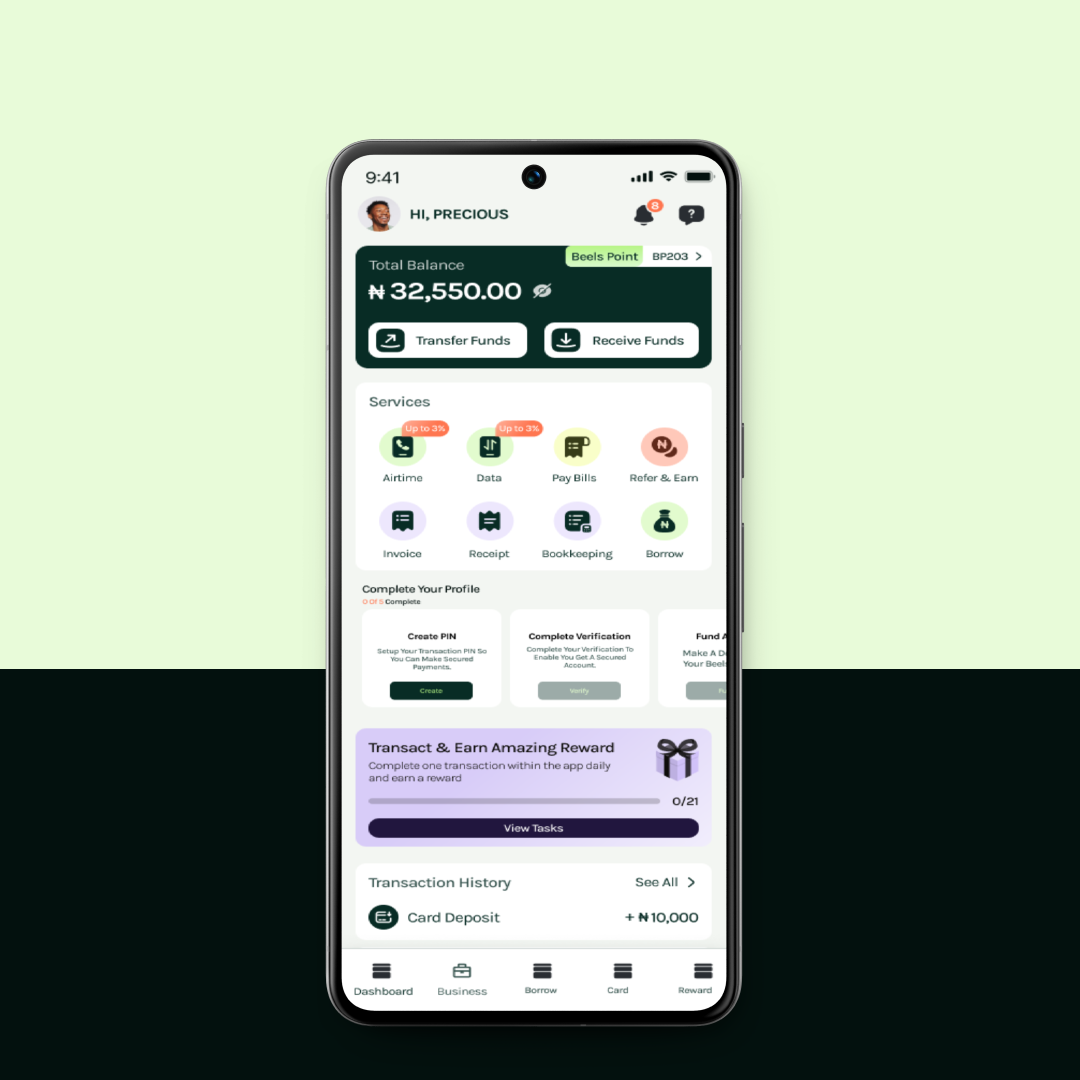 9:41
HI, PRECIOUS
8
?
Beels Point BP203
Total Balance
₦ 32,550.00
Transfer Funds
Receive Funds
Services
Up to 3%
Up to 3%
Airtime
Data
Pay Bills
Refer & Earn
Invoice
Receipt
Bookkeeping
Borrow
Complete Your Profile
0 Of 5 Complete
Create PIN
Setup Your Transaction PIN So
You Can Make Secured
Payments.
Create
Complete Verification
Complete Your Verification To
Enable You Get A Secured
Account.
Verify
Fund A
Make A De
Your Beels
Fu
Transact & Earn Amazing Reward
Complete one transaction within the app daily
and earn a reward
0/21
View Tasks
Transaction History
See All
Card Deposit
+ ₦10,000
Dashboard
Business
Borrow
Card
Reward